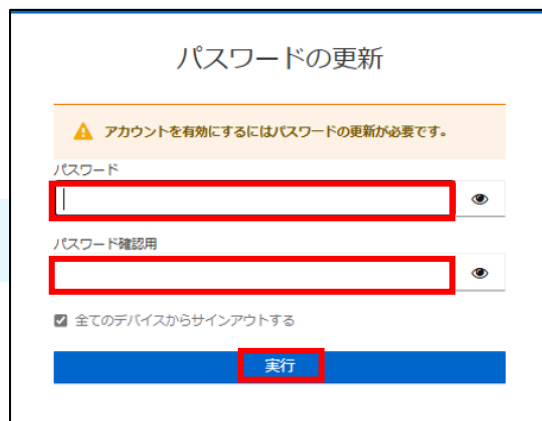 パスワードの更新
アカウントを有効にするにはパスワードの更新が必要です。
パスワード
パスワード確認用
全てのデバイスからサインアウトする
実行